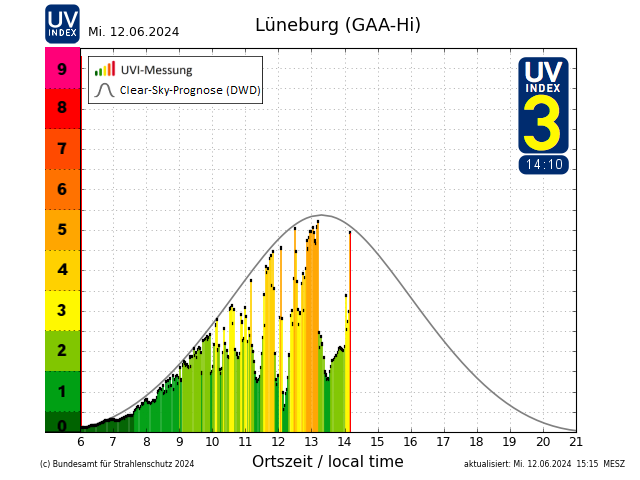 UV
INDEX
Mi. 12.06.2024
Lüneburg (GAA-Hi)
UVI-Messung
Clear-Sky-Prognose (DWD)
UV
INDEX
3
14:10
9
8
7
6
5
4
3
2
1
0
6 7 8 9 10 11 12 13 14 15 16 17 18 19 20 21
Ortszeit / local time
(c) Bundesamt für Strahlenschutz 2024
aktualisiert: Mi. 12.06.2024 15:15 MESZ